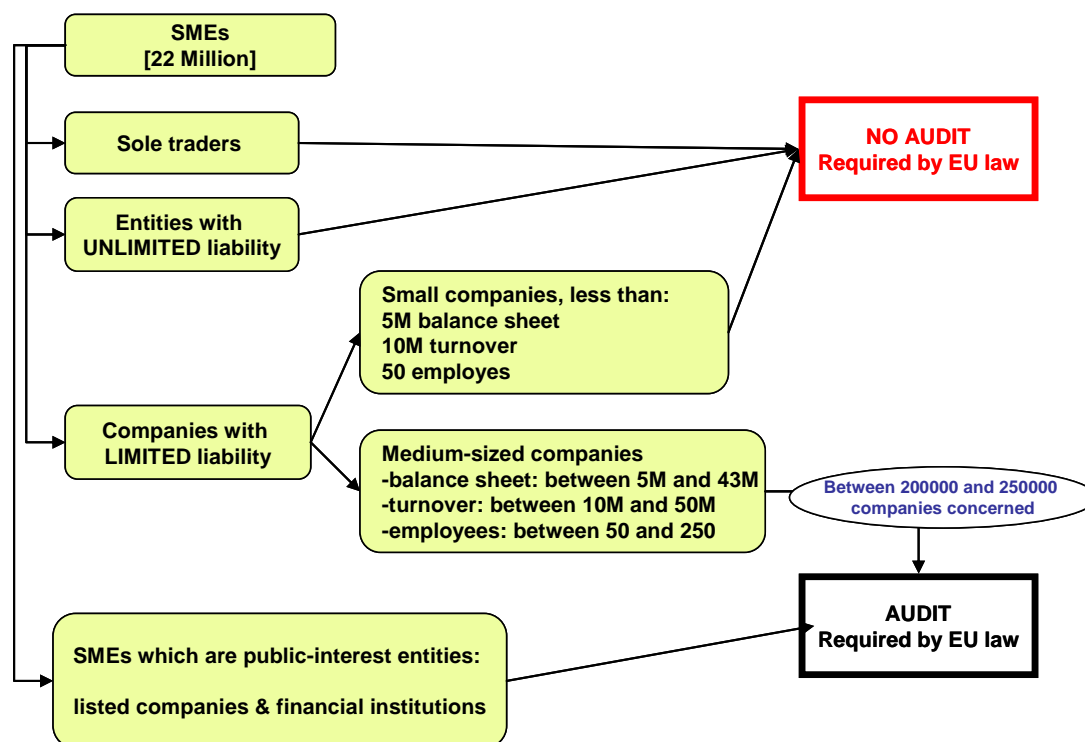 SMEs
[22 Million]
Sole traders
NO AUDIT
Required by EU law
Entities with
UNLIMITED liability
Small companies, less than:
5M balance sheet
10M turnover
50 employes
Companies with
LIMITED liability
Medium-sized companies
-balance sheet: between 5M and 43M
-turnover: between 10M and 50M
-employees: between 50 and 250
Between 200000 and 250000
companies concerned
AUDIT
Required by EU law
SMEs which are public-interest entities:
listed companies & financial institutions